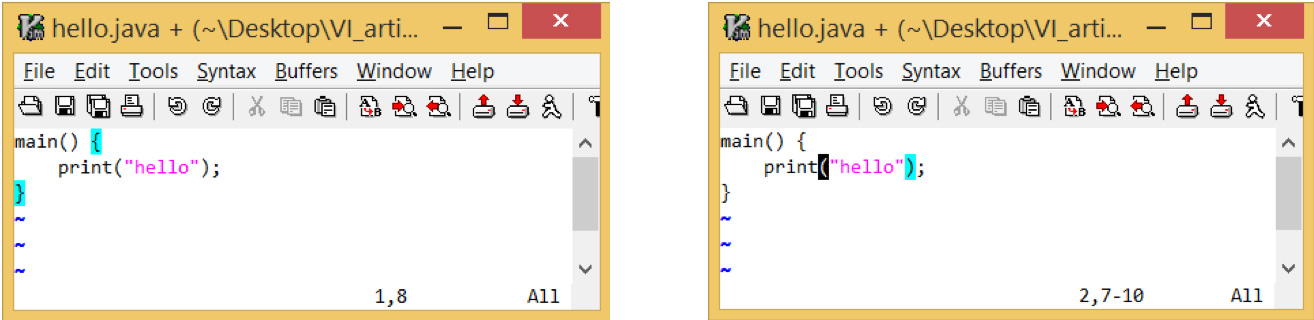 hello.java + (~\Desktop\VI_arti...
File Edit Tools Syntax Buffers Window Help
main() {
    print("hello");
}
~
~
~
1,8 All
hello.java + (~\Desktop\VI_arti...
File Edit Tools Syntax Buffers Window Help
main() {
    print("hello");
}
~
~
~
2,7-10 All